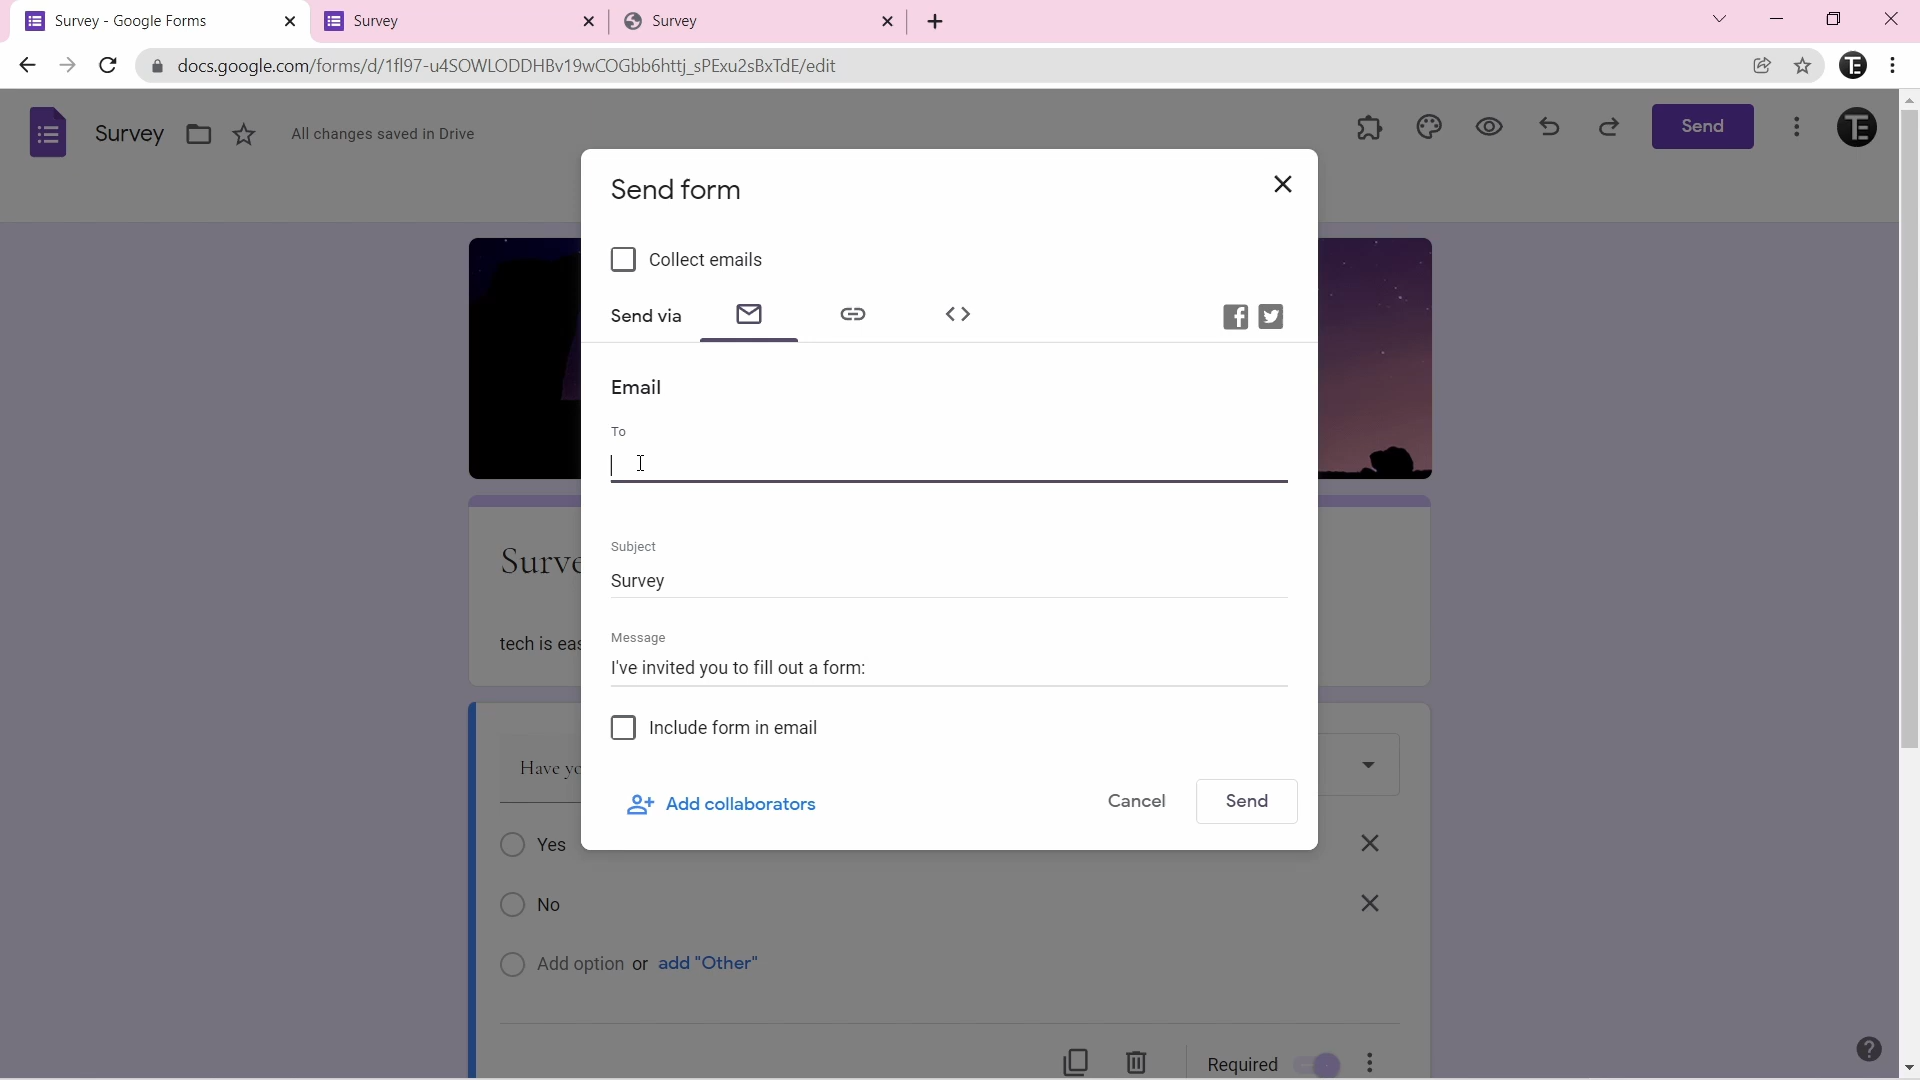 Survey - Google Forms
Survey
Survey
docs.google.com/forms/d/1fl97-u4SOWLODDHBv19wCOGbb6httj_sPExu2sBxTdE/edit
Survey
All changes saved in Drive
Send
Send form
Collect emails
Send via
Email
To
Subject
Survey
Message
I've invited you to fill out a form:
Include form in email
Add collaborators
Cancel
Send
Surve
tech is eas
Have yo
Yes
No
Add option or add "Other"
Required